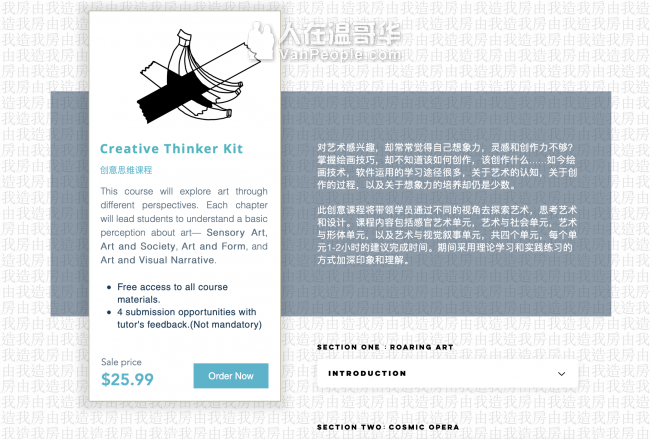 人在温哥华
VanPeople.com
Creative Thinker Kit
创意思维课程
This course will explore art through
different perspectives. Each chapter
will lead students to understand a basic
perception about art— Sensory Art,
Art and Society, Art and Form, and
Art and Visual Narrative.
Free access to all course
materials.
4 submission opportunities with
tutor's feedback.(Not mandatory)
Sale price
$25.99
Order Now
对艺术感兴趣，却常常觉得自己想象力，灵感和创作力不够?
掌握绘画技巧，却不知道该如何创作，该创作什么......如今绘
画技术，软件运用的学习途径很多，关于艺术的认知，关于创
作的过程，以及关于想象力的培养却仍是少数。
此创意课程将带领学员通过不同的视角去探索艺术，思考艺术
和设计。课程内容包括感官艺术单元，艺术与社会单元，艺术
与形体单元，以及艺术与视觉叙事单元，共四个单元，每个单
元1-2小时的建议完成时间。期间采用理论学习和实践练习的
方式加深印象和理解。
SECTION ONE : ROARING ART
INTRODUCTION
SECTION TWO: COSMIC OPERA